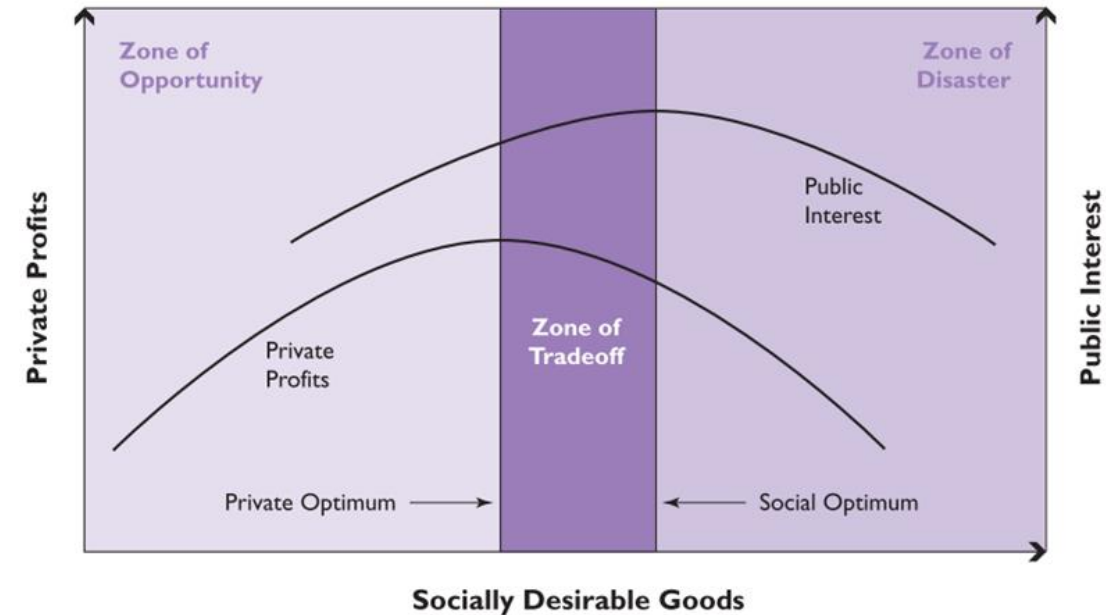 Zone of
Opportunity
Zone of
Disaster
Private Profits
Public Interest
Public
Interest
Zone of
Tradeoff
Private
Profits
Private Optimum
Social Optimum
Socially Desirable Goods